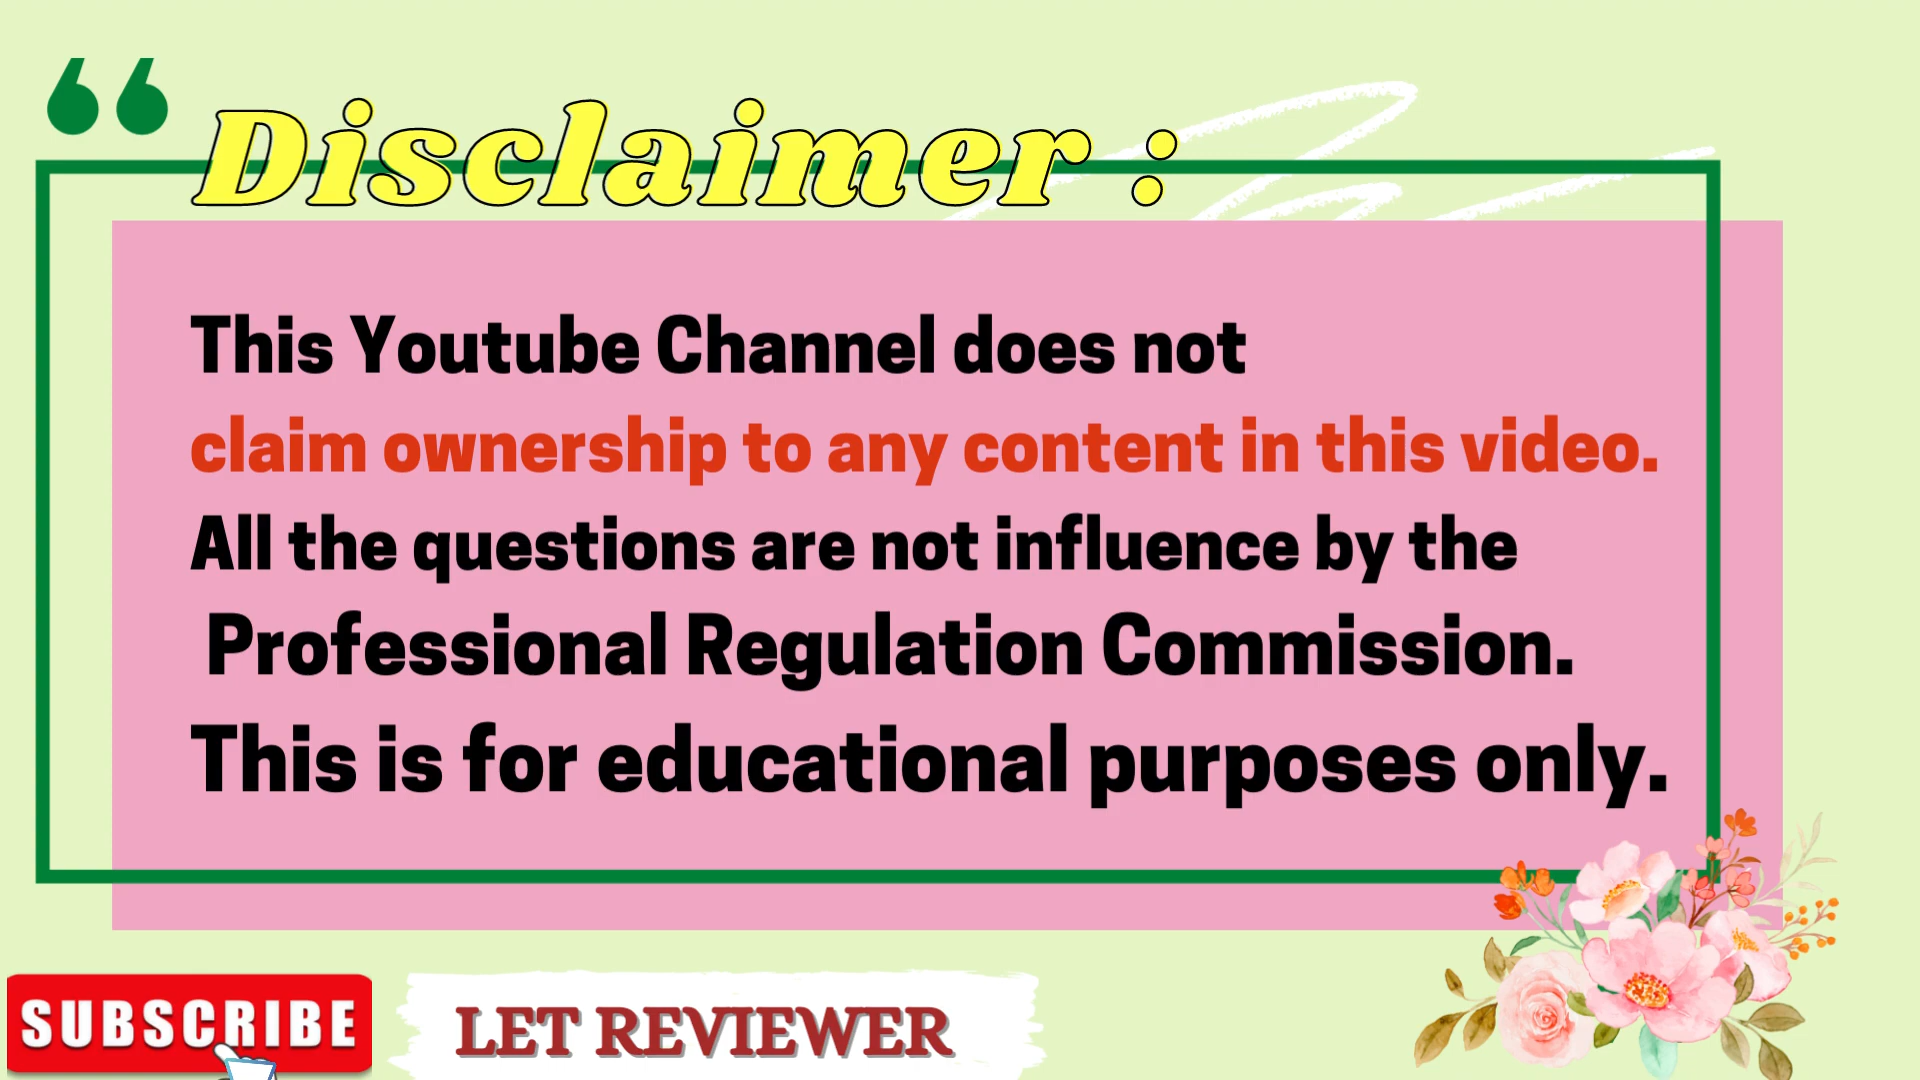 Disclaimer :
This Youtube Channel does not
claim ownership to any content in this video.
All the questions are not influence by the
Professional Regulation Commission.
This is for educational purposes only.
SUBSCRIBE
LET REVIEWER